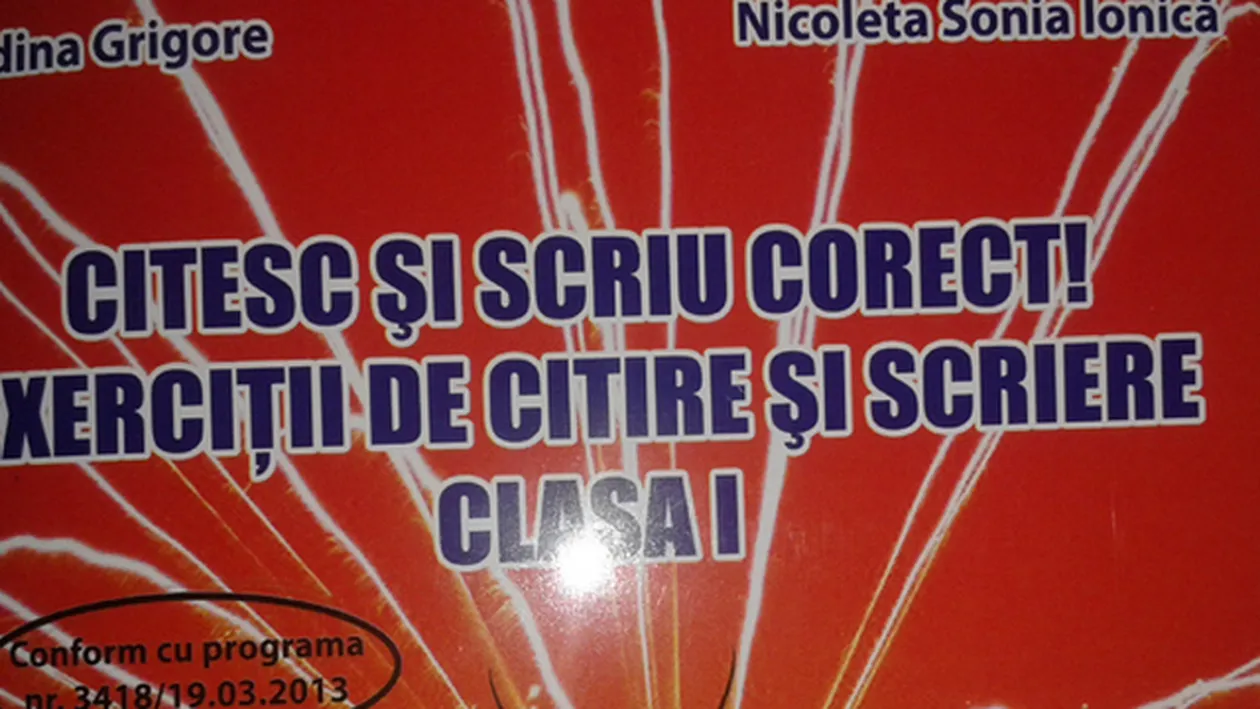 dina Grigore
Nicoleta Sonia Ionică
CITESC ŞI SCRIU CORECT!
XERCIȚII DE CITIRE ŞI SCRIERE
CLASA I
Conform cu programa
nr. 3418/19.03.2013